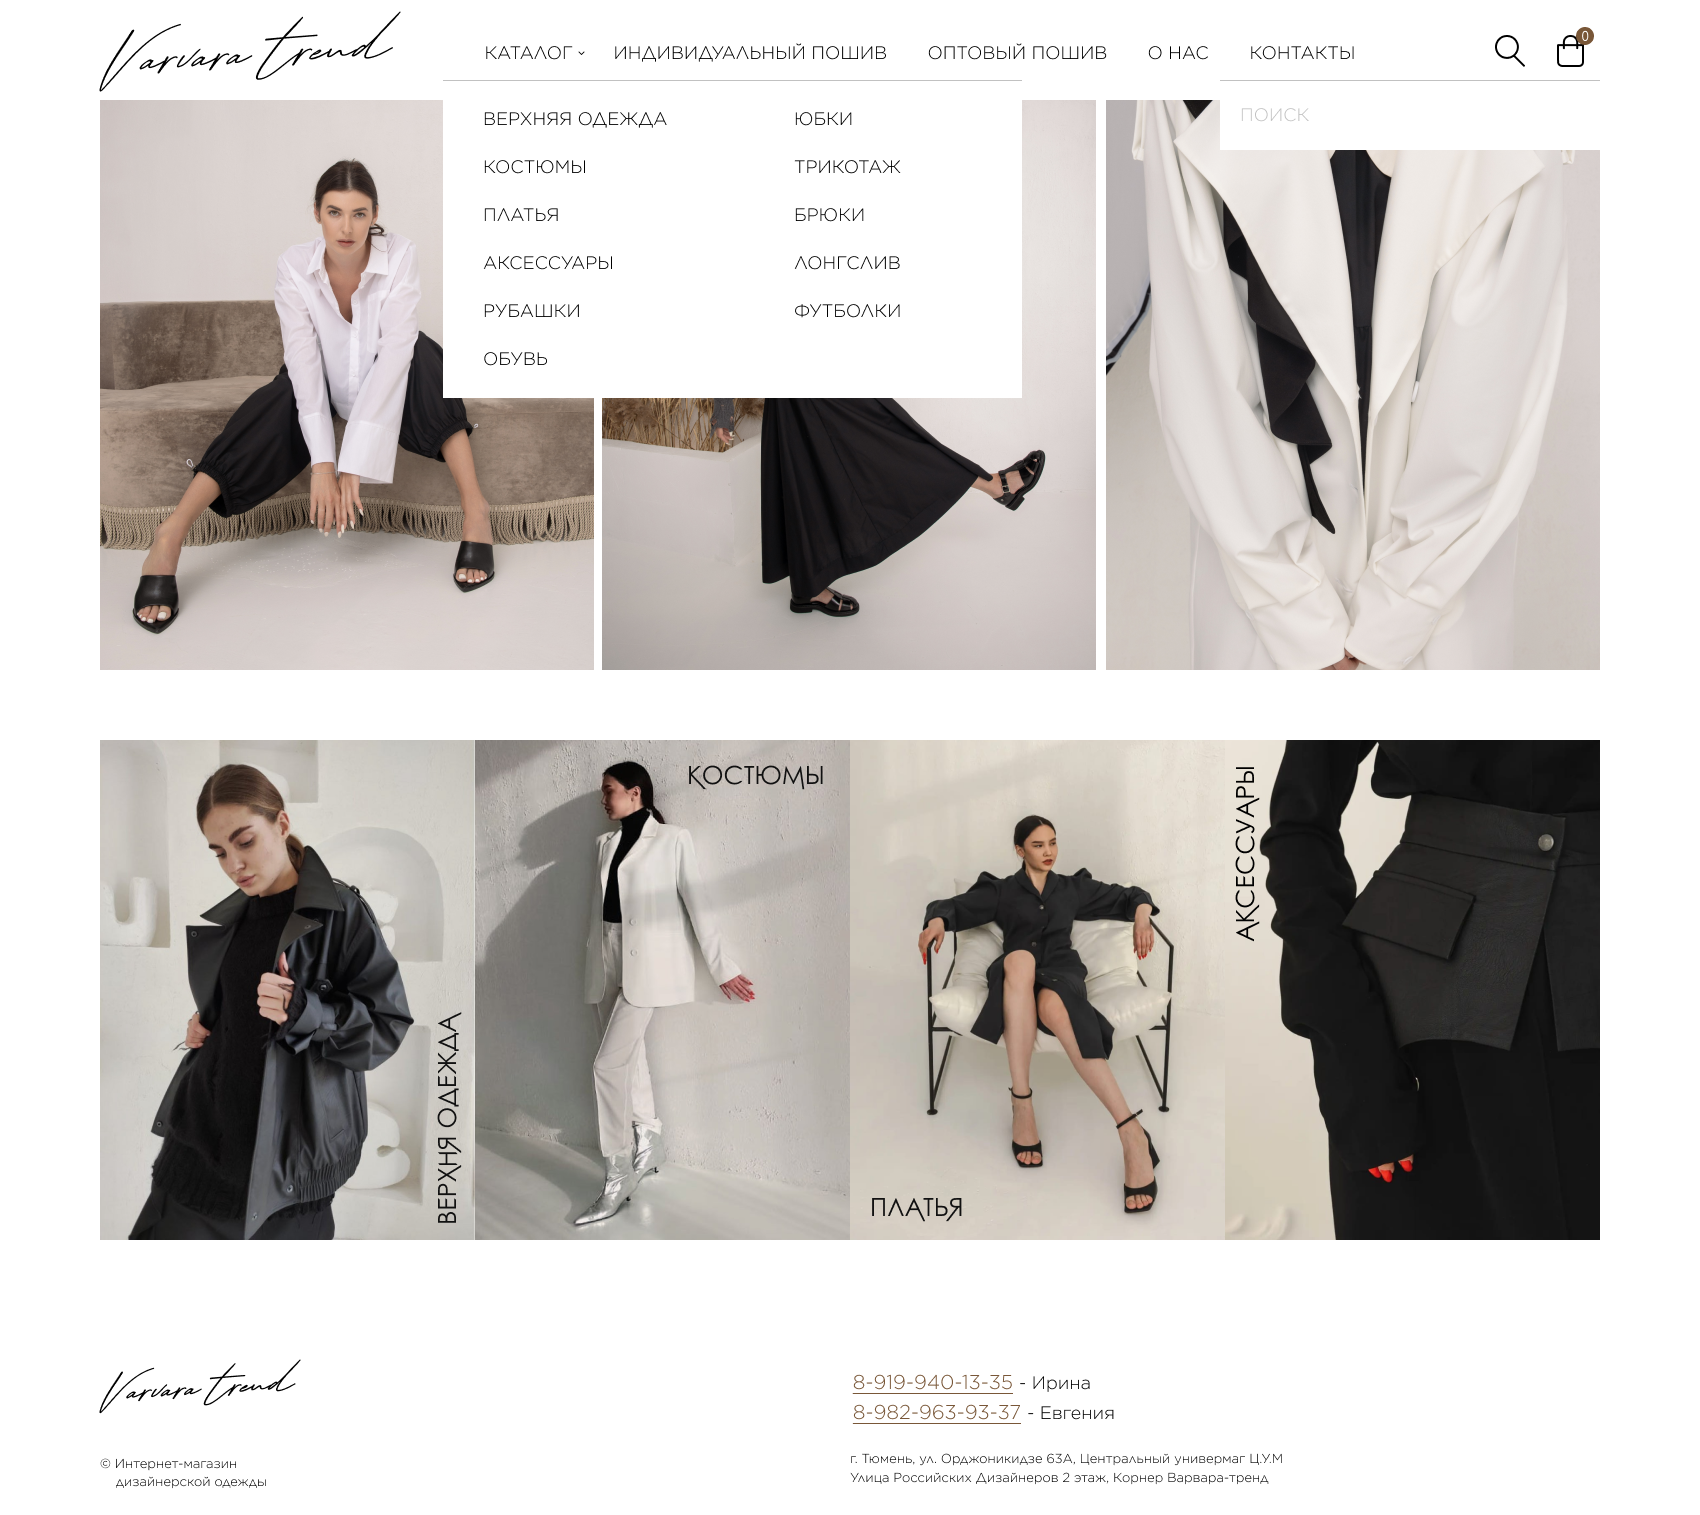 Varvara trend
КАТАЛОГ
ИНДИВИДУАЛЬНЫЙ ПОШИВ
ОПТОВЫЙ ПОШИВ
О НАС
КОНТАКТЫ
0
ВЕРХНЯЯ ОДЕЖДА
КОСТЮМЫ
ПЛАТЬЯ
АКСЕССУАРЫ
РУБАШКИ
ОБУВЬ
ЮБКИ
ТРИКОТАЖ
БРЮКИ
ЛОНГСЛИВ
ФУТБОЛКИ
ПОИСК
ВЕРХНЯ ОДЕЖДА
КОСТЮМЫ
ПЛАТЬЯ
АКСЕССУАРЫ
Varvara trend
© Интернет-магазин
дизайнерской одежды
8-919-940-13-35 - Ирина
8-982-963-93-37 - Евгения
г. Тюмень, ул. Орджоникидзе 63А, Центральный универмаг Ц.У.М
Улица Российских Дизайнеров 2 этаж, Корнер Варвара-тренд